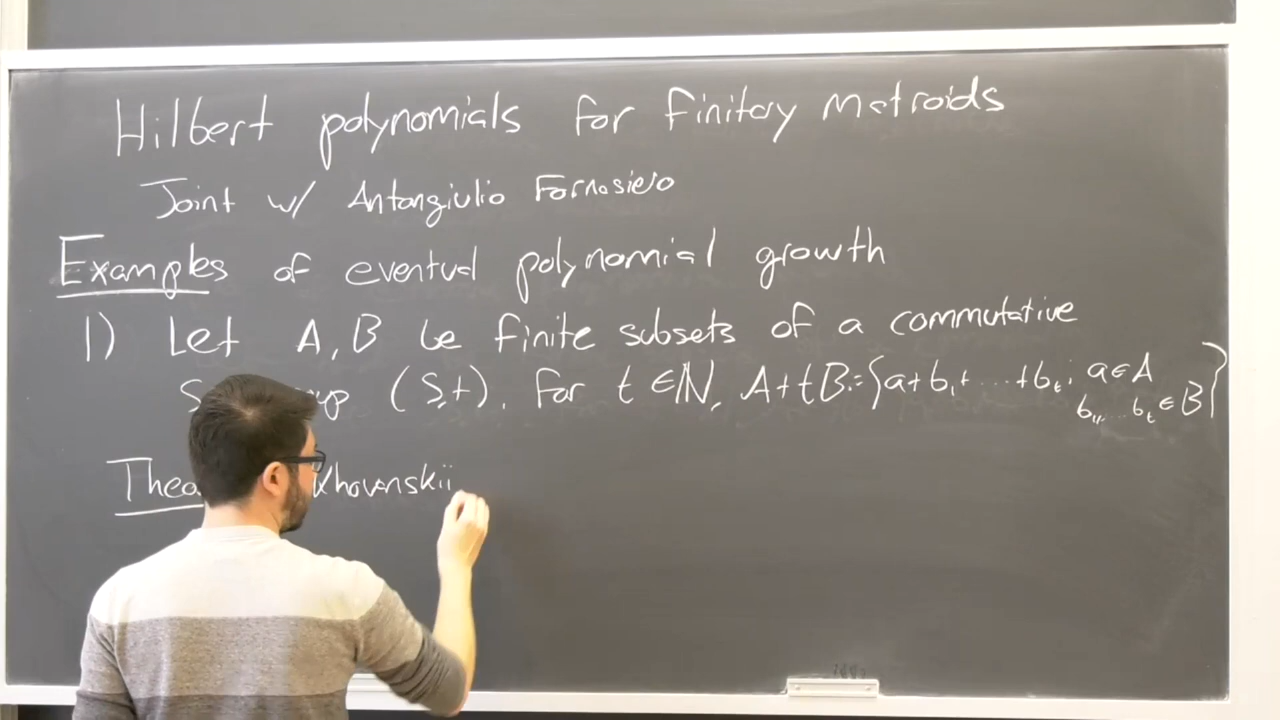 Hilbert polynomials for finitary matroids
Joint w/ Antongiulio Fornasiero
Examples of eventual polynomial growth
1) Let A, B be finite subsets of a commutative
(S,+). For t ∈ ℕ, A+tB:={a+b₁+...+bₜ: a∈A
b₁,...bₜ∈B}
Khovanskii